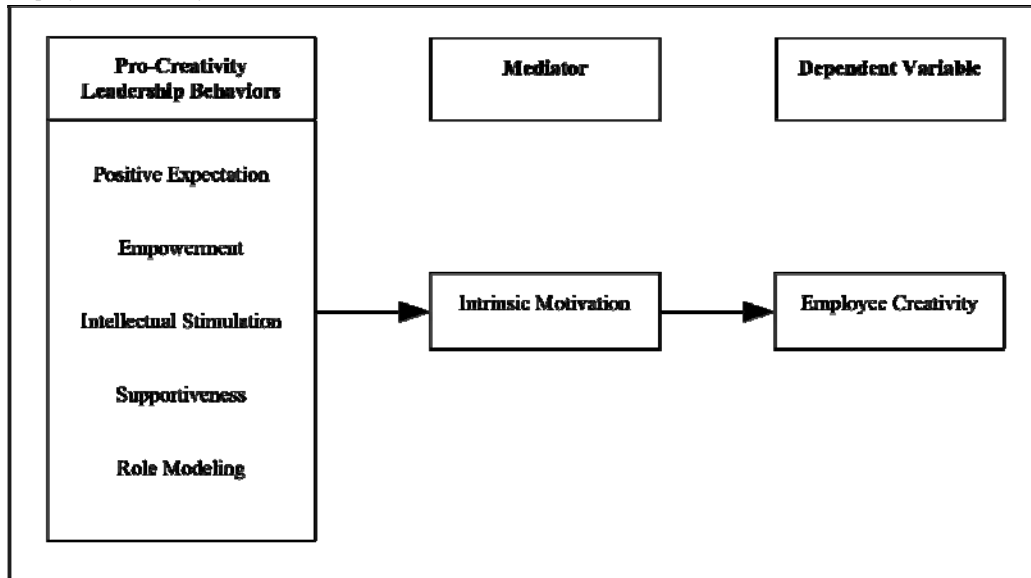 Pro-Creativity
Leadership Behaviors
Positive Expectation
Empowerment
Intellectual Stimulation
Supportiveness
Role Modeling
Mediator
Intrinsic Motivation
Dependent Variable
Employee Creativity